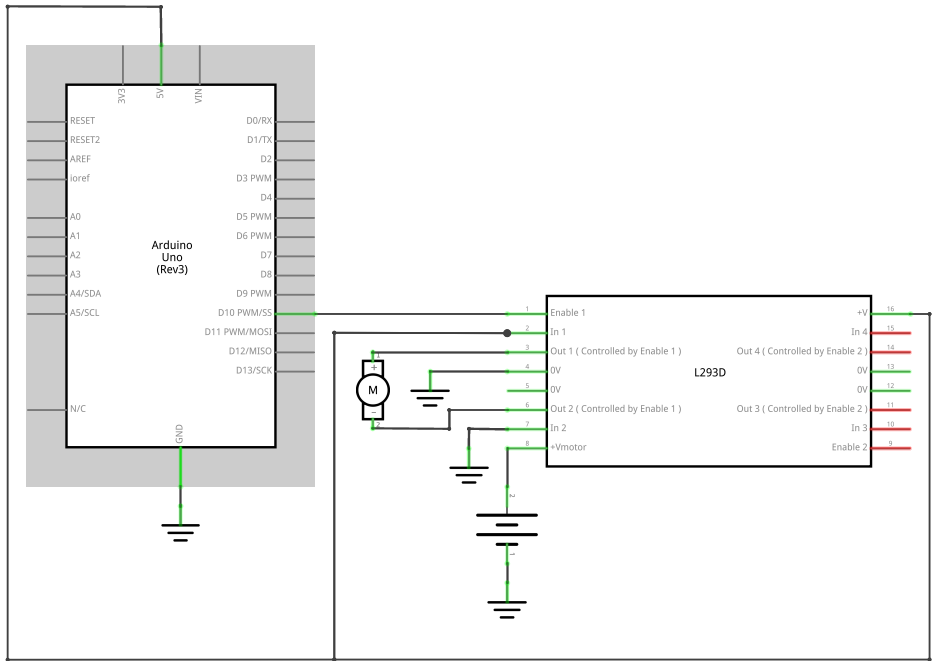 3V3
5V
VIN
RESET
D0/RX
RESET2
D1/TX
AREF
D2
ioref
D3 PWM
D4
A0
D5 PWM
A1
D6 PWM
A2
D7
A3
D8
A4/SDA
D9 PWM
A5/SCL
D10 PWM/SS
D11 PWM/MOSI
D12/MISO
D13/SCK
N/C
GND
Arduino
Uno
(Rev3)
1
Enable 1
+V
16
2
In 1
In 4
15
3
Out 1 ( Controlled by Enable 1 )
Out 4 ( Controlled by Enable 2 )
14
4
0V
0V
13
5
0V
0V
12
6
Out 2 ( Controlled by Enable 1 )
Out 3 ( Controlled by Enable 2 )
11
7
In 2
In 3
10
8
+Vmotor
Enable 2
9
L293D
1
+
M
-
2
2
1